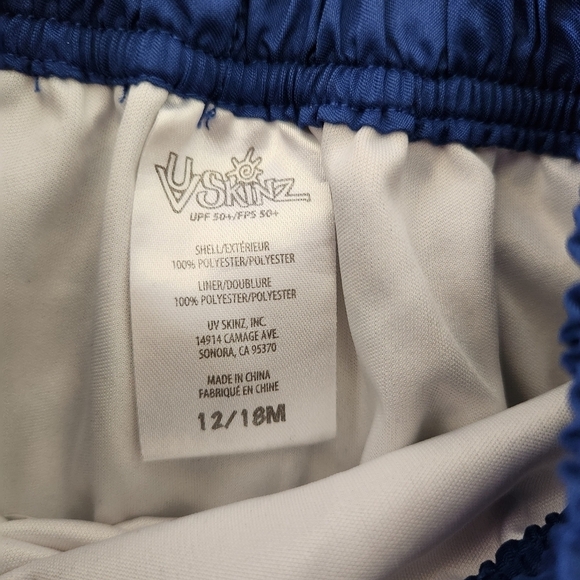 UV SKINZ
UPF 50+/FPS 50+
SHELL/EXTÉRIEUR
100% POLYESTER/POLYESTER
LINER/DOUBLURE
100% POLYESTER/POLYESTER
UV SKINZ, INC.
14914 CAMAGE AVE.
SONORA, CA 95370
MADE IN CHINA
FABRIQUÉ EN CHINE
12/18M